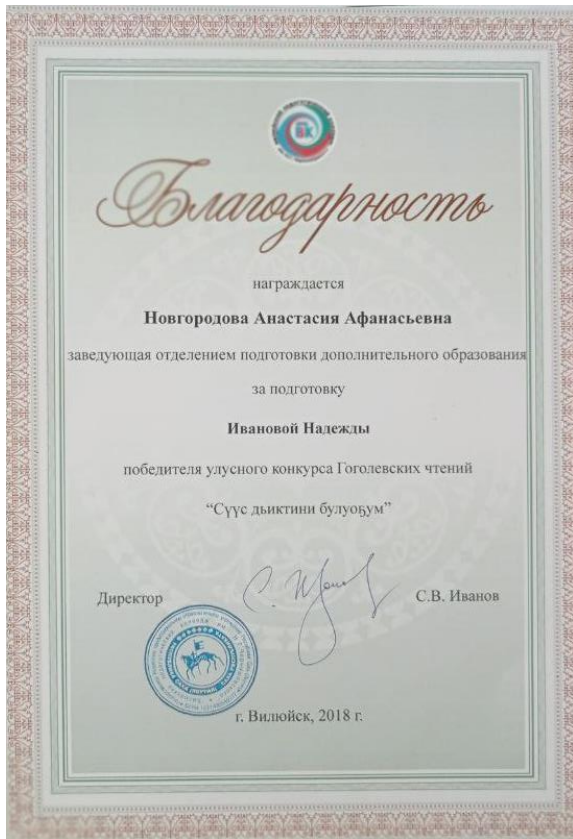 ВК
Благодарность
награждается
Новгородова Анастасия Афанасьевна
заведующая отделением подготовки дополнительного образования
за подготовку
Ивановой Надежды
победителя улусного конкурса Гоголевских чтений
“Сүүс дьиктини булуоҕум”
Директор С.В. Иванов
г. Вилюйск, 2018 г.